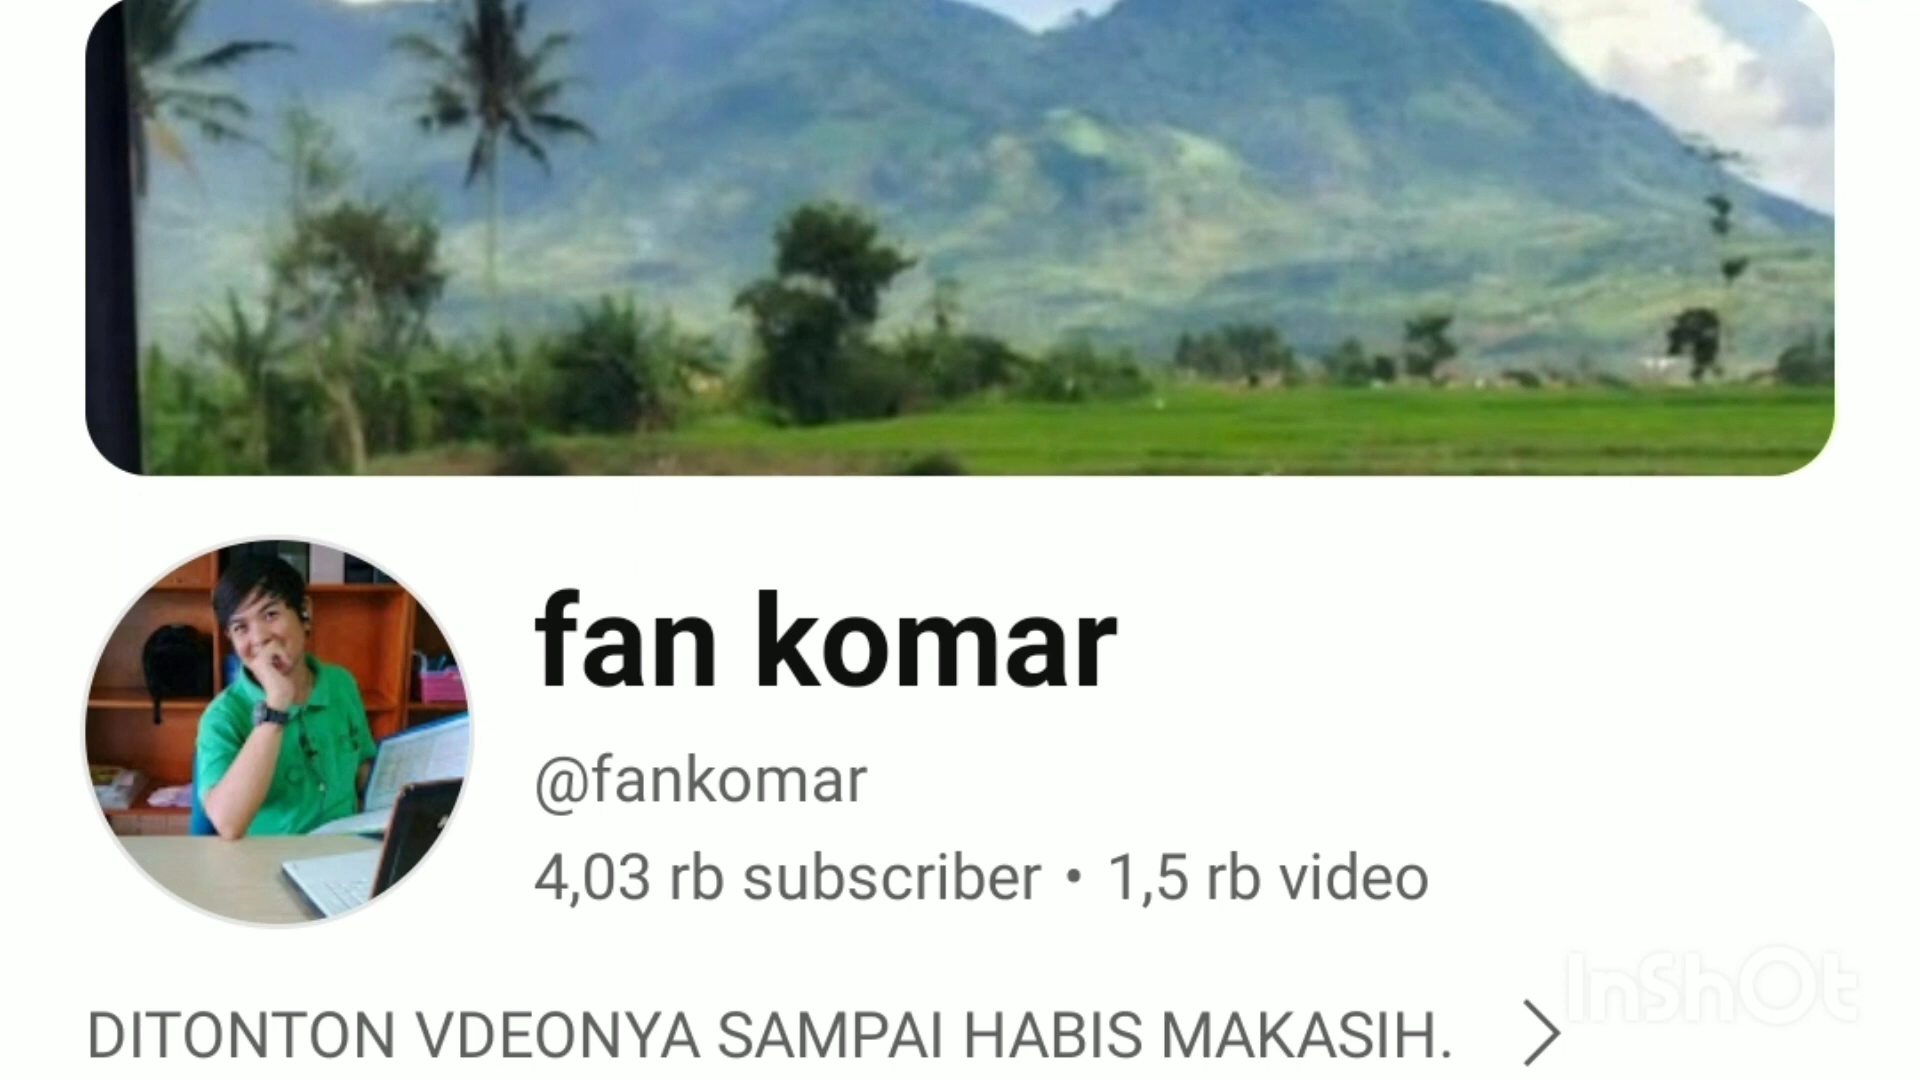 fan komar
@fankomar
4,03 rb subscriber • 1,5 rb video
DITONTON VDEONYA SAMPAI HABIS MAKASIH.
InShOt